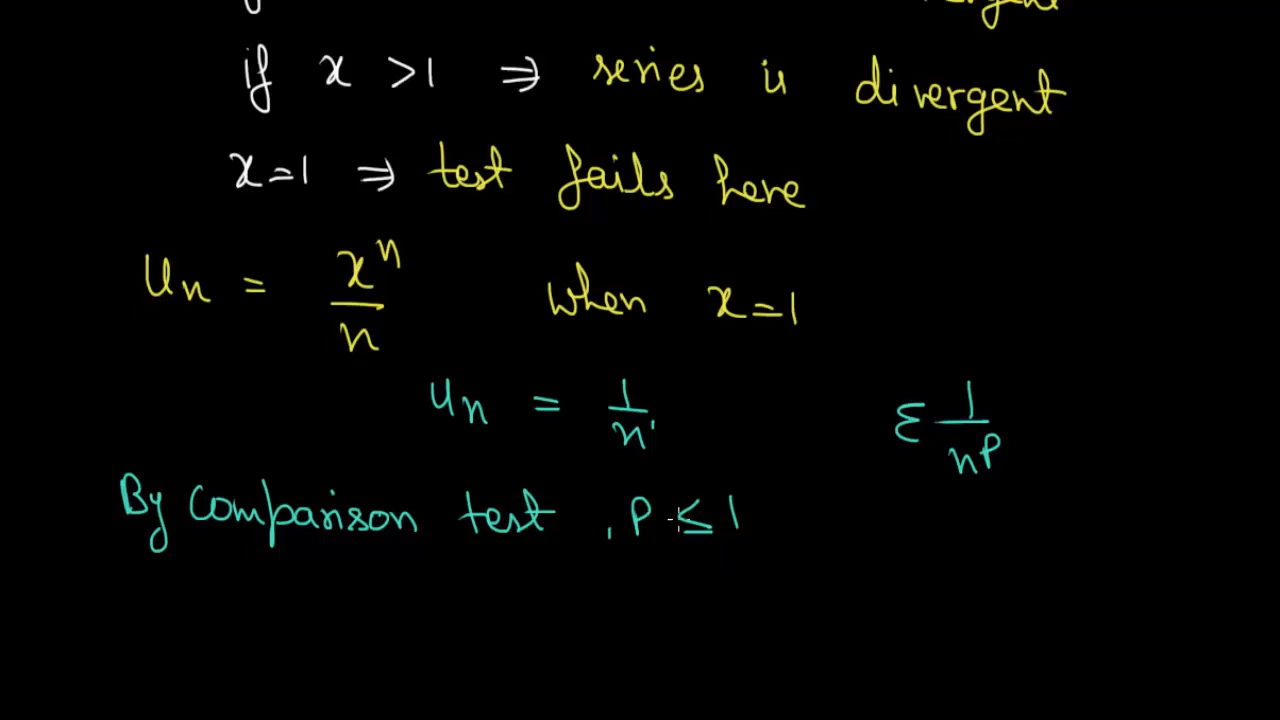 if x > 1 ⇒ series is divergent
x = 1 ⇒ test fails here
Un = x^n / n when x = 1
un = 1 / n^1 Σ 1 / n^p
By comparison test , P ≤ 1